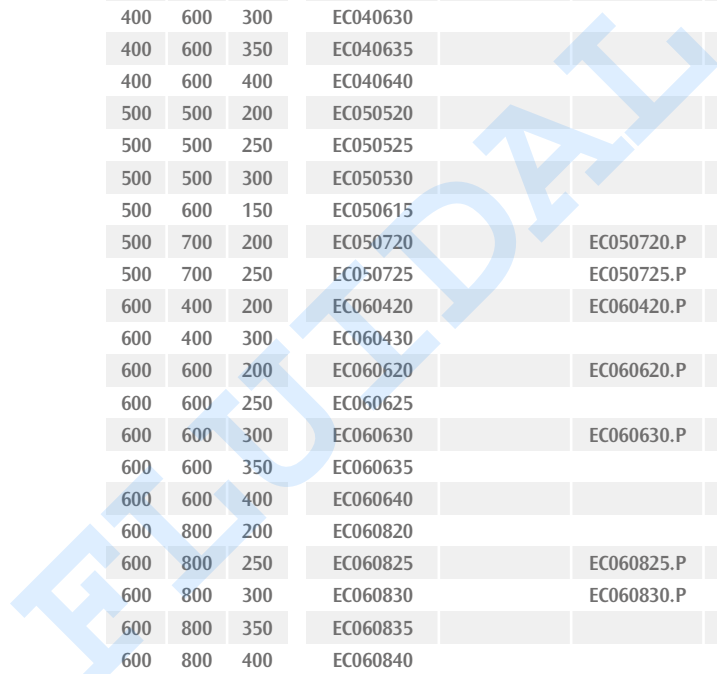 400 600 300 EC040630
400 600 350 EC040635
400 600 400 EC040640
500 500 200 EC050520
500 500 250 EC050525
500 500 300 EC050530
500 600 150 EC050615
500 700 200 EC050720 EC050720.P
500 700 250 EC050725 EC050725.P
600 400 200 EC060420 EC060420.P
600 400 300 EC060430
600 600 200 EC060620 EC060620.P
600 600 250 EC060625
600 600 300 EC060630 EC060630.P
600 600 350 EC060635
600 600 400 EC060640
600 800 200 EC060820
600 800 250 EC060825 EC060825.P
600 800 300 EC060830 EC060830.P
600 800 350 EC060835
600 800 400 EC060840
FLUIDAL